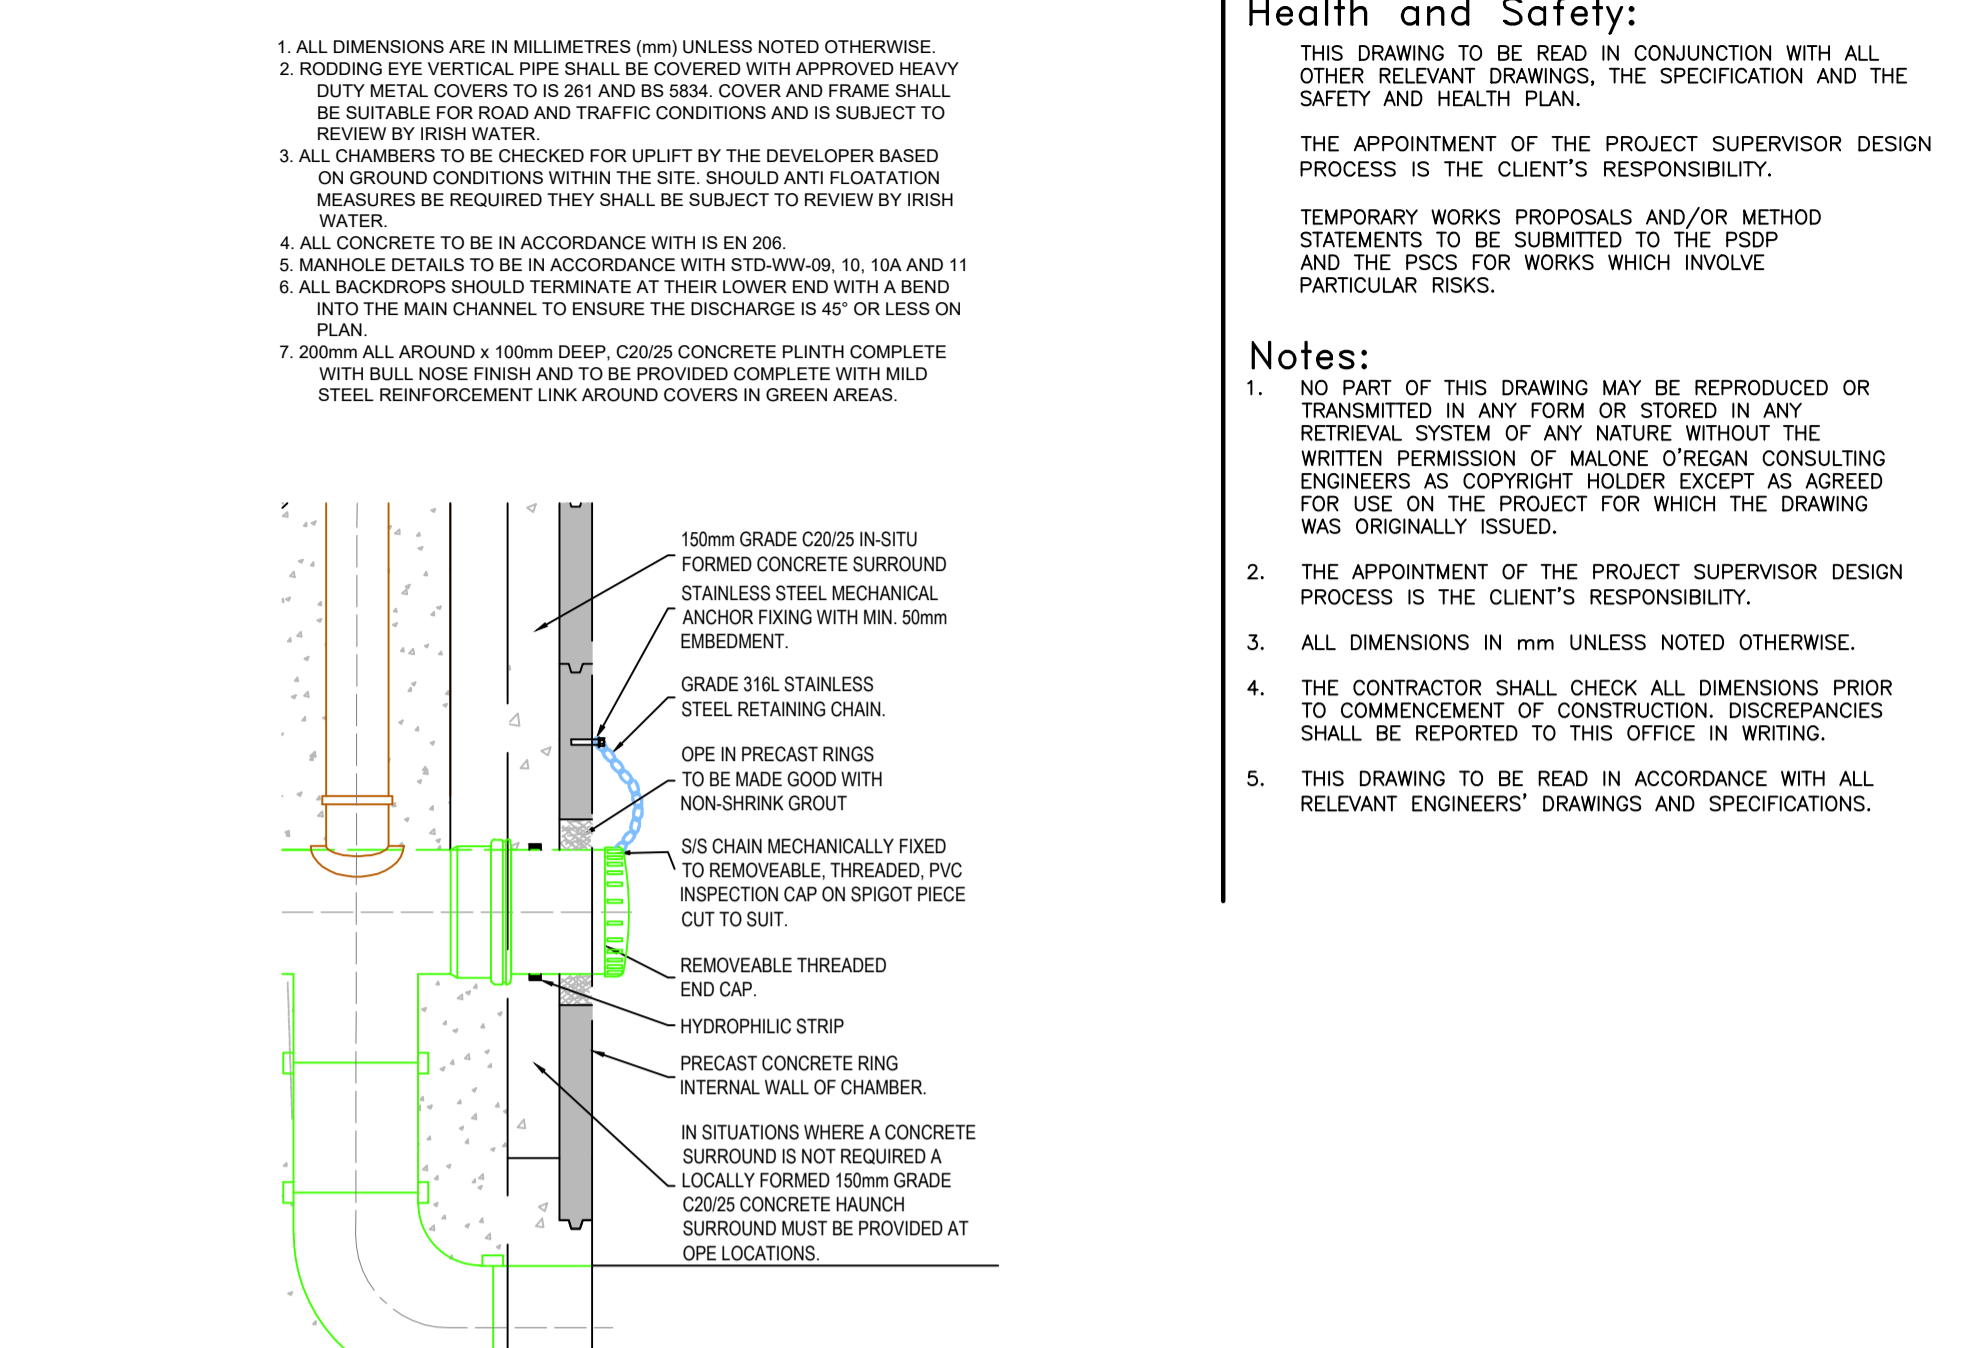 1. ALL DIMENSIONS ARE IN MILLIMETRES (mm) UNLESS NOTED OTHERWISE.
2. RODDING EYE VERTICAL PIPE SHALL BE COVERED WITH APPROVED HEAVY
DUTY METAL COVERS TO IS 261 AND BS 5834. COVER AND FRAME SHALL
BE SUITABLE FOR ROAD AND TRAFFIC CONDITIONS AND IS SUBJECT TO
REVIEW BY IRISH WATER.
3. ALL CHAMBERS TO BE CHECKED FOR UPLIFT BY THE DEVELOPER BASED
ON GROUND CONDITIONS WITHIN THE SITE. SHOULD ANTI FLOATATION
MEASURES BE REQUIRED THEY SHALL BE SUBJECT TO REVIEW BY IRISH
WATER.
4. ALL CONCRETE TO BE IN ACCORDANCE WITH IS EN 206.
5. MANHOLE DETAILS TO BE IN ACCORDANCE WITH STD-WW-09, 10, 10A AND 11
6. ALL BACKDROPS SHOULD TERMINATE AT THEIR LOWER END WITH A BEND
INTO THE MAIN CHANNEL TO ENSURE THE DISCHARGE IS 45° OR LESS ON
PLAN.
7. 200mm ALL AROUND x 100mm DEEP, C20/25 CONCRETE PLINTH COMPLETE
WITH BULL NOSE FINISH AND TO BE PROVIDED COMPLETE WITH MILD
STEEL REINFORCEMENT LINK AROUND COVERS IN GREEN AREAS.
150mm GRADE C20/25 IN-SITU
FORMED CONCRETE SURROUND
STAINLESS STEEL MECHANICAL
ANCHOR FIXING WITH MIN. 50mm
EMBEDMENT.
GRADE 316L STAINLESS
STEEL RETAINING CHAIN.
OPE IN PRECAST RINGS
TO BE MADE GOOD WITH
NON-SHRINK GROUT
S/S CHAIN MECHANICALLY FIXED
TO REMOVEABLE, THREADED, PVC
INSPECTION CAP ON SPIGOT PIECE
CUT TO SUIT.
REMOVEABLE THREADED
END CAP.
HYDROPHILIC STRIP
PRECAST CONCRETE RING
INTERNAL WALL OF CHAMBER.
IN SITUATIONS WHERE A CONCRETE
SURROUND IS NOT REQUIRED A
LOCALLY FORMED 150mm GRADE
C20/25 CONCRETE HAUNCH
SURROUND MUST BE PROVIDED AT
OPE LOCATIONS.
Health and Safety:
THIS DRAWING TO BE READ IN CONJUNCTION WITH ALL
OTHER RELEVANT DRAWINGS, THE SPECIFICATION AND THE
SAFETY AND HEALTH PLAN.
THE APPOINTMENT OF THE PROJECT SUPERVISOR DESIGN
PROCESS IS THE CLIENT'S RESPONSIBILITY.
TEMPORARY WORKS PROPOSALS AND/OR METHOD
STATEMENTS TO BE SUBMITTED TO THE PSDP
AND THE PSCS FOR WORKS WHICH INVOLVE
PARTICULAR RISKS.
Notes:
1. NO PART OF THIS DRAWING MAY BE REPRODUCED OR
TRANSMITTED IN ANY FORM OR STORED IN ANY
RETRIEVAL SYSTEM OF ANY NATURE WITHOUT THE
WRITTEN PERMISSION OF MALONE O'REGAN CONSULTING
ENGINEERS AS COPYRIGHT HOLDER EXCEPT AS AGREED
FOR USE ON THE PROJECT FOR WHICH THE DRAWING
WAS ORIGINALLY ISSUED.
2. THE APPOINTMENT OF THE PROJECT SUPERVISOR DESIGN
PROCESS IS THE CLIENT'S RESPONSIBILITY.
3. ALL DIMENSIONS IN mm UNLESS NOTED OTHERWISE.
4. THE CONTRACTOR SHALL CHECK ALL DIMENSIONS PRIOR
TO COMMENCEMENT OF CONSTRUCTION. DISCREPANCIES
SHALL BE REPORTED TO THIS OFFICE IN WRITING.
5. THIS DRAWING TO BE READ IN ACCORDANCE WITH ALL
RELEVANT ENGINEERS' DRAWINGS AND SPECIFICATIONS.